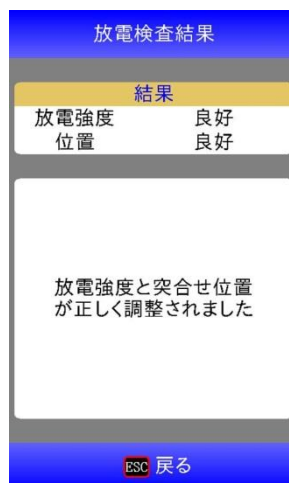 放電検査結果
結果
放電強度 良好
位置 良好
放電強度と突合せ位置
が正しく調整されました
ESC 戻る